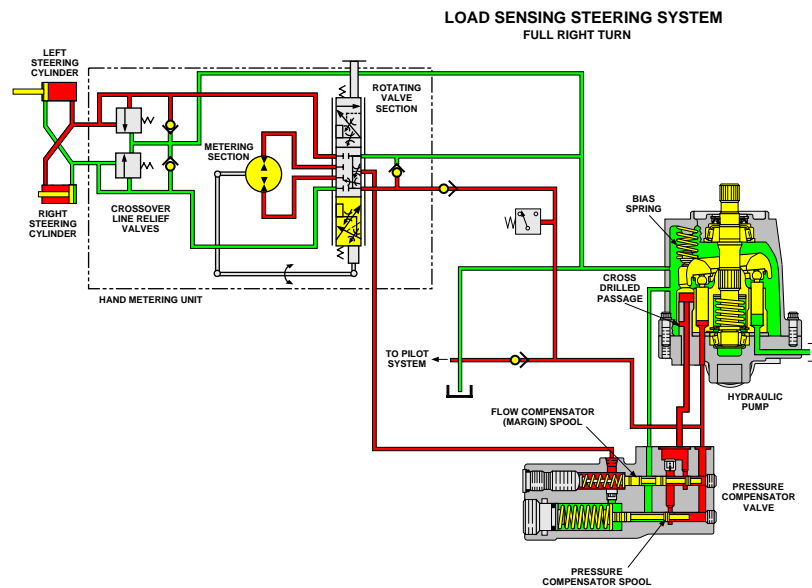 LOAD SENSING STEERING SYSTEM
FULL RIGHT TURN
LEFT
STEERING
CYLINDER
ROTATING
VALVE
SECTION
METERING
SECTION
RIGHT
STEERING
CYLINDER
CROSSOVER
LINE RELIEF
VALVES
HAND METERING UNIT
BIAS
SPRING
CROSS
DRILLED
PASSAGE
TO PILOT
SYSTEM
HYDRAULIC
PUMP
FLOW COMPENSATOR
(MARGIN) SPOOL
PRESSURE
COMPENSATOR
VALVE
PRESSURE
COMPENSATOR SPOOL